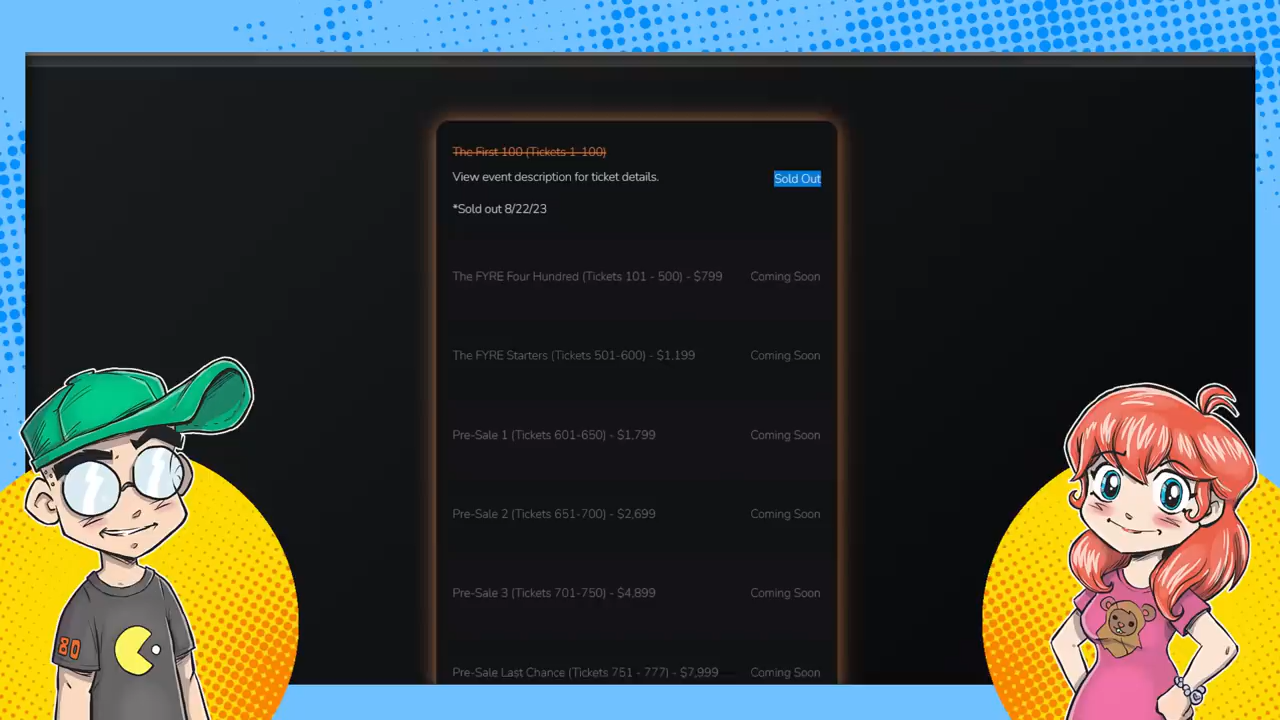 The First 100 (Tickets 1-100)
View event description for ticket details.
Sold Out
*Sold out 8/22/23
The FYRE Four Hundred (Tickets 101 - 500) - $799 Coming Soon
The FYRE Starters (Tickets 501-600) - $1,199 Coming Soon
Pre-Sale 1 (Tickets 601-650) - $1,799 Coming Soon
Pre-Sale 2 (Tickets 651-700) - $2,699 Coming Soon
Pre-Sale 3 (Tickets 701-750) - $4,899 Coming Soon
Pre-Sale Last Chance (Tickets 751 - 777) - $7,999 Coming Soon
80